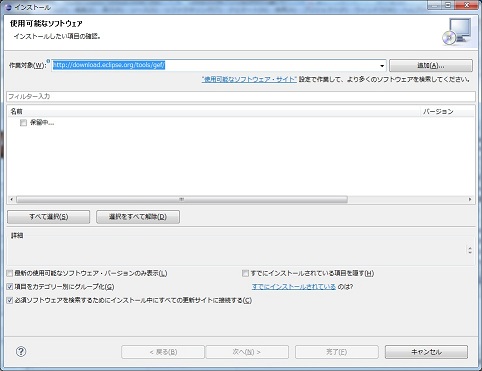 インストール
使用可能なソフトウェア
インストールしたい項目の確認。
作業対象(W): http://download.eclipse.org/tools/gef/
追加(A)...
"使用可能なソフトウェア・サイト" 設定で作業して、より多くのソフトウェアを検索してください。
フィルター入力
名前 バージョン
保留中...
すべて選択(S) 選択をすべて解除(D)
詳細
最新の使用可能なソフトウェア・バージョンのみ表示(L) すでにインストールされている項目を隠す(H)
項目をカテゴリー別にグループ化(G) すでにインストールされている のは?
必須ソフトウェアを検索するためにインストール中にすべての更新サイトに接続する(C)
? < 戻る(B) 次へ(N) > 完了(F) キャンセル